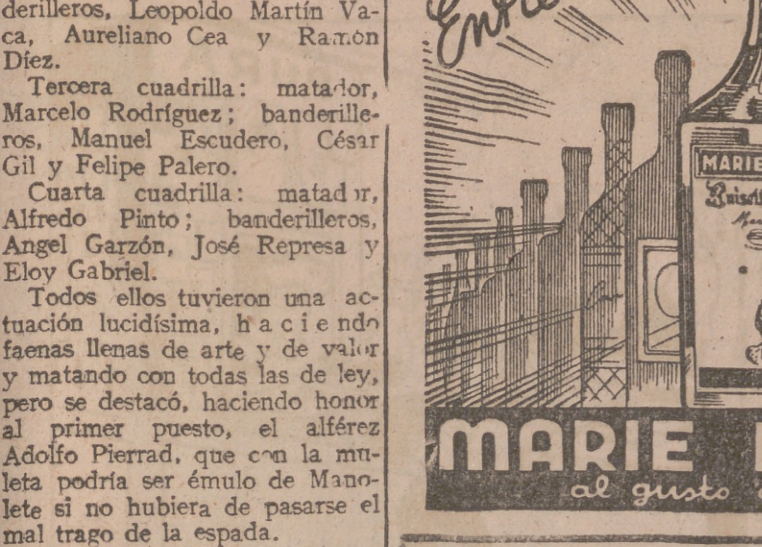 derilleros, Leopoldo Martín Va-
ca, Aureliano Cea y Ramón
Díez.
Tercera cuadrilla: matador,
Marcelo Rodríguez; banderille-
ros, Manuel Escudero, César
Gil y Felipe Palero.
Cuarta cuadrilla: matador,
Alfredo Pinto; banderilleros,
Angel Garzón, José Represa y
Eloy Gabriel.
Todos ellos tuvieron una ac-
tuación lucidísima, haciendo
faenas llenas de arte y de valor
y matando con todas las de ley,
pero se destacó, haciendo honor
al primer puesto, el alférez
Adolfo Pierrad, que con la mu-
leta podría ser émulo de Mano-
lete si no hubiera de pasarse el
mal trago de la espada.
Entre
MARIE
MARIE
al gusto